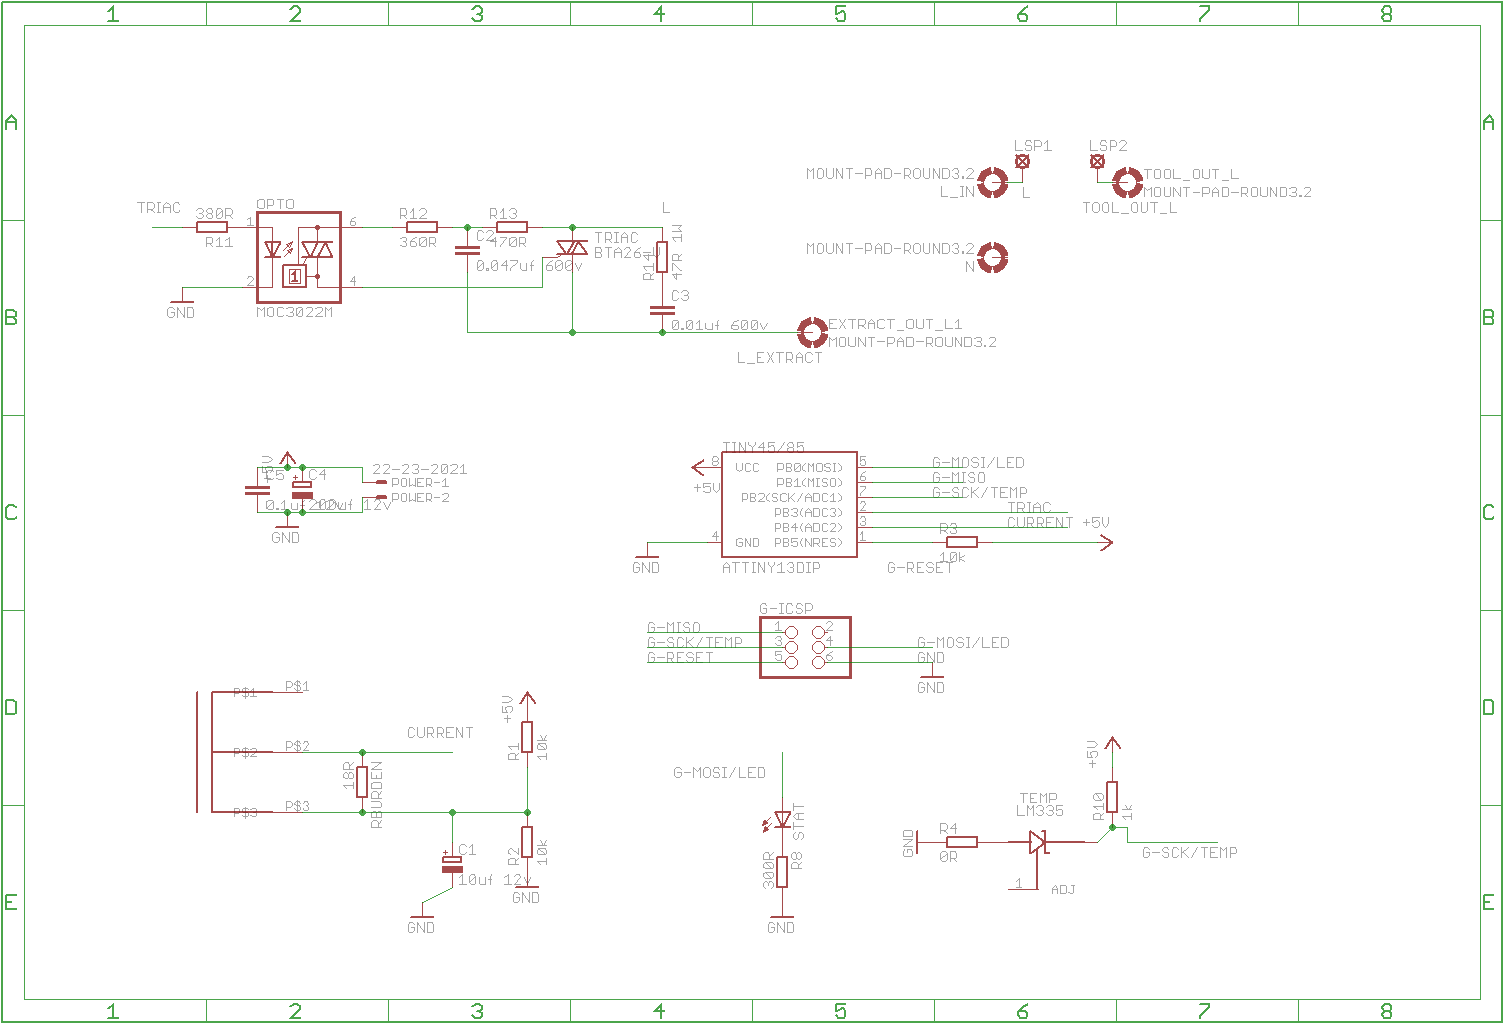 1 2 3 4 5 6 7 8
A A
LSP1 LSP2
MOUNT-PAD-ROUND3.2 TOOL_OUT_L
L_IN L MOUNT-PAD-ROUND3.2
TOOL_OUT_L
TRIAC 380R OPTO R12 R13 L
1 6
R11 360R C2 470R TRIAC 47R 1W
MOUNT-PAD-ROUND3.2
BTA26-
R14
0.047uf 600v
N
1
2 4
C3
GND MOC3022M 0.01uf 600v EXTRACT_OUT_L1
B B
MOUNT-PAD-ROUND3.2
L_EXTRACT
TINY45/85
+5V C5 C4 22-23-2021
8 VCC PB0(MOSI) 5 G-MOSI/LED
POWER-1
PB1(MISO) 6 G-MISO
+5V
POWER-2
PB2(SCK/ADC1) 7 G-SCK/TEMP
0.1uf 200uf 12v
PB3(ADC3) 2 TRIAC
C C
PB4(ADC2) 3 CURRENT +5V
R3
GND 4 GND PB5(NRES) 1
10k
GND ATTINY13DIP G-RESET
G-ICSP
G-MISO 1 2
G-SCK/TEMP 3 4 G-MOSI/LED
G-RESET 5 6 GND
GND
P$1 P$1
D D
+5V
CURRENT
P$2 P$2 R1 10k +5V
18R RBURDEN
G-MOSI/LED
TEMP
LM335
R10 1k
P$3 P$3
STAT
R4
GND
C1 R2 10k
0R G-SCK/TEMP
300R R8
10uf 12v
1 ADJ
GND
E E
GND GND
1 2 3 4 5 6 7 8